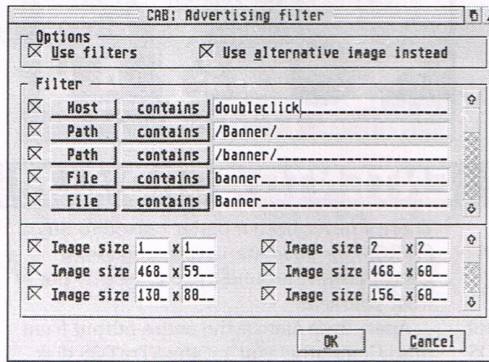 CAB: Advertising filter
Options
Use filters Use alternative image instead
Filter
Host contains doubleclick
Path contains /Banner/
Path contains /banner/
File contains banner
File contains Banner
Image size 1 x 1 Image size 2 x 2
Image size 468 x 59 Image size 468 x 60
Image size 130 x 80 Image size 156 x 60
OK Cancel